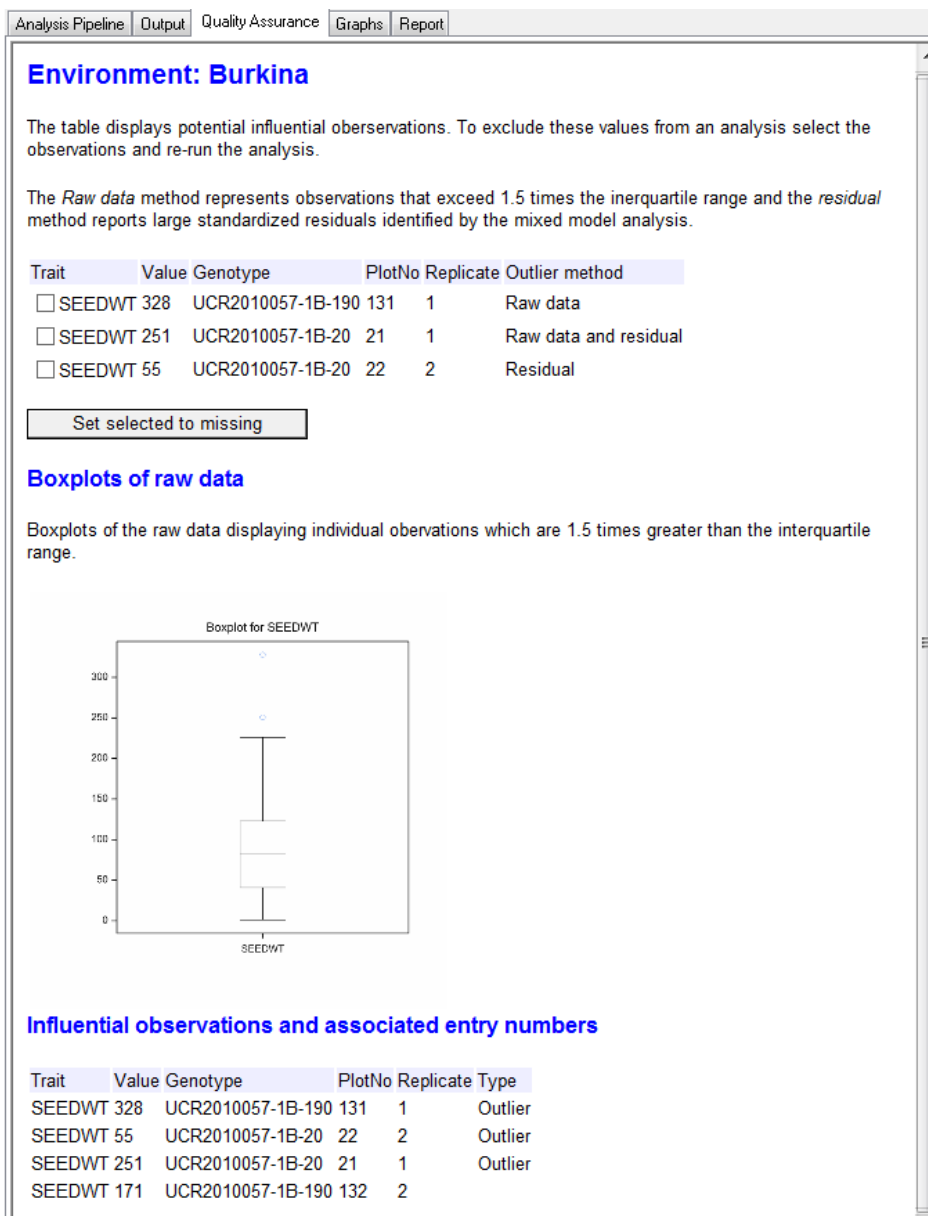 Analysis Pipeline Output Quality Assurance Graphs Report
Environment: Burkina
The table displays potential influential oberservations. To exclude these values from an analysis select the
observations and re-run the analysis.
The Raw data method represents observations that exceed 1.5 times the inerquartile range and the residual
method reports large standardized residuals identified by the mixed model analysis.
Trait Value Genotype PlotNo Replicate Outlier method
SEEDWT 328 UCR2010057-1B-190 131 1 Raw data
SEEDWT 251 UCR2010057-1B-20 21 1 Raw data and residual
SEEDWT 55 UCR2010057-1B-20 22 2 Residual
Set selected to missing
Boxplots of raw data
Boxplots of the raw data displaying individual obervations which are 1.5 times greater than the interquartile
range.
Boxplot for SEEDWT
300
250
200
150
100
50
0
SEEDWT
Influential observations and associated entry numbers
Trait Value Genotype PlotNo Replicate Type
SEEDWT 328 UCR2010057-1B-190 131 1 Outlier
SEEDWT 55 UCR2010057-1B-20 22 2 Outlier
SEEDWT 251 UCR2010057-1B-20 21 1 Outlier
SEEDWT 171 UCR2010057-1B-190 132 2